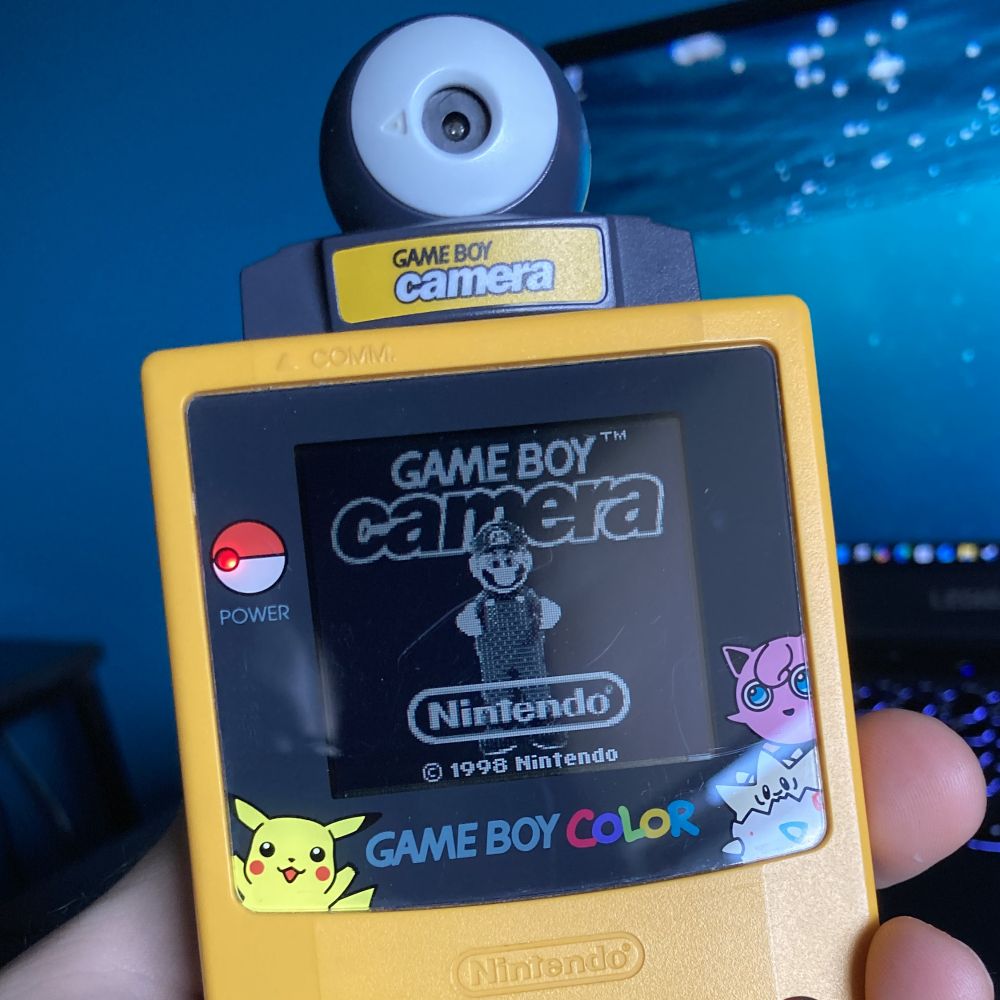 GAME BOY
camera
COMM.
GAME BOY™
camera
POWER
Nintendo®
© 1998 Nintendo
GAME BOY COLOR
Nintendo®